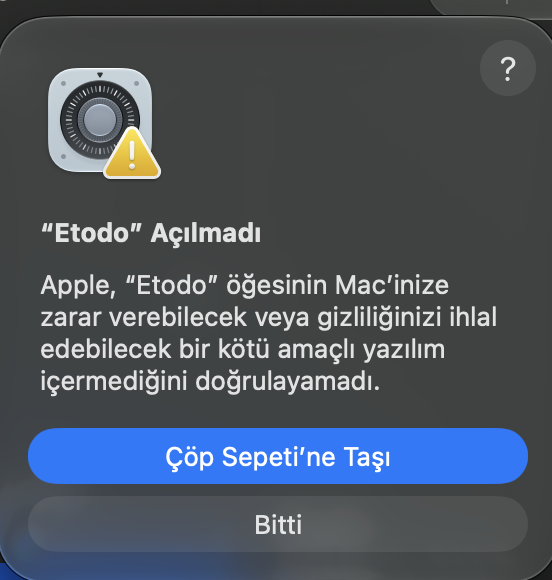 ?
“Etodo” Açılmadı
Apple, “Etodo” öğesinin Mac’inize
zarar verebilecek veya gizliliğinizi ihlal
edebilecek bir kötü amaçlı yazılım
içermediğini doğrulayamadı.
Çöp Sepeti’ne Taşı
Bitti